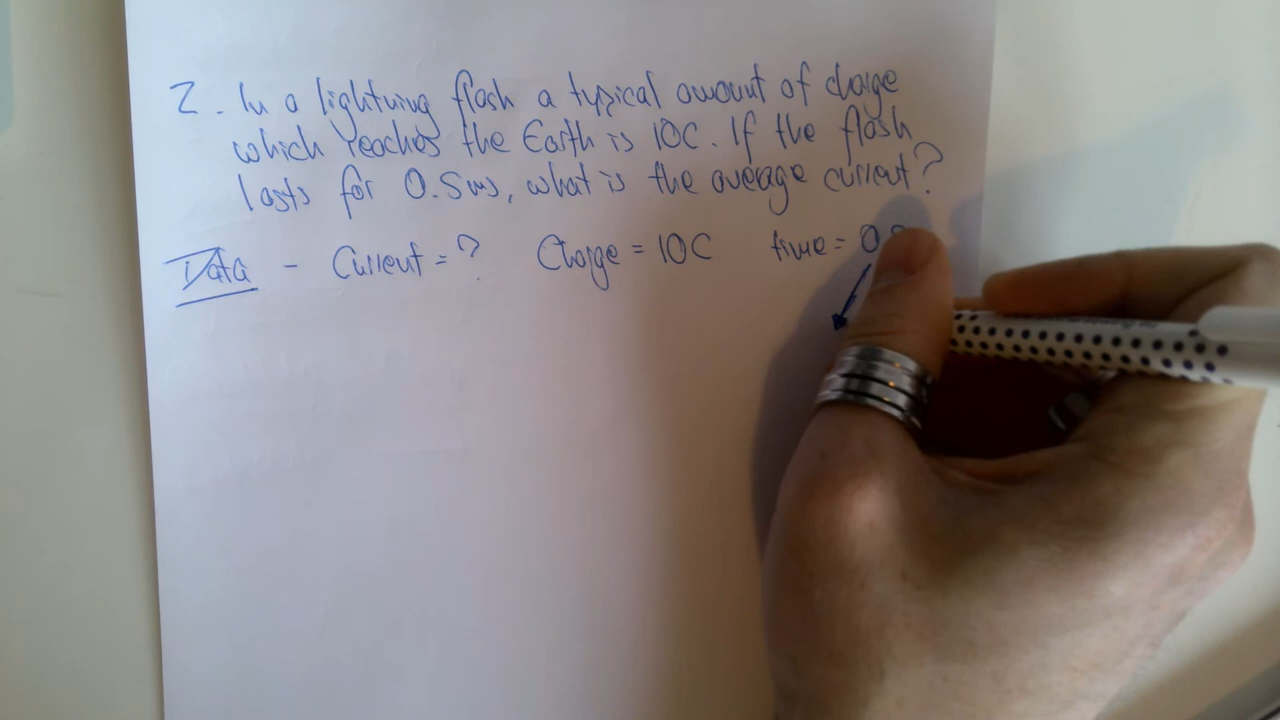 2. In a lightning flash a typical amount of charge
which reaches the Earth is 10C. If the flash
lasts for 0.5ms, what is the average current?
Data - Current = ? Charge = 10C time =